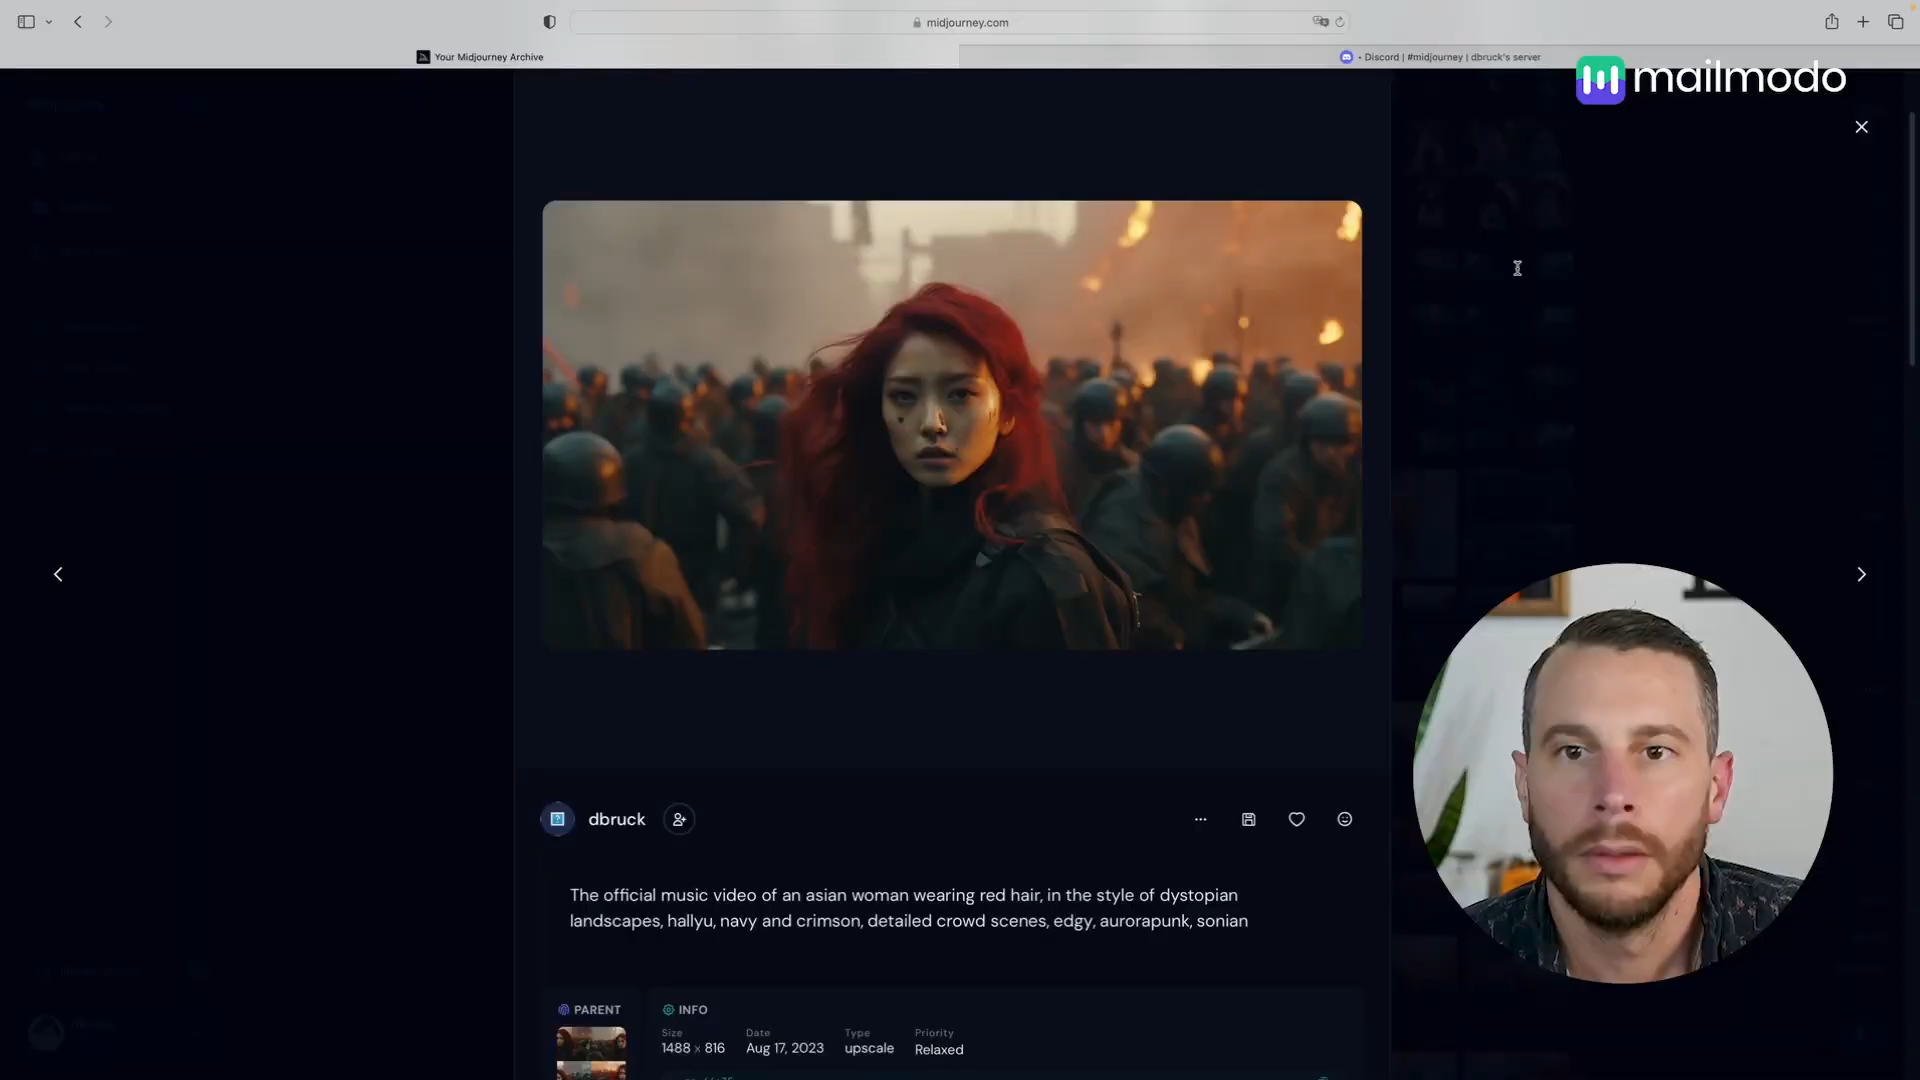 midjourney.com
Your Midjourney Archive
• Discord | #midjourney | dbruck's server
mailmodo
dbruck
The official music video of an asian woman wearing red hair, in the style of dystopian
landscapes, hallyu, navy and crimson, detailed crowd scenes, edgy, aurorapunk, sonian
PARENT
INFO
Size
Date
Type
Priority
1488 x 816
Aug 17, 2023
upscale
Relaxed